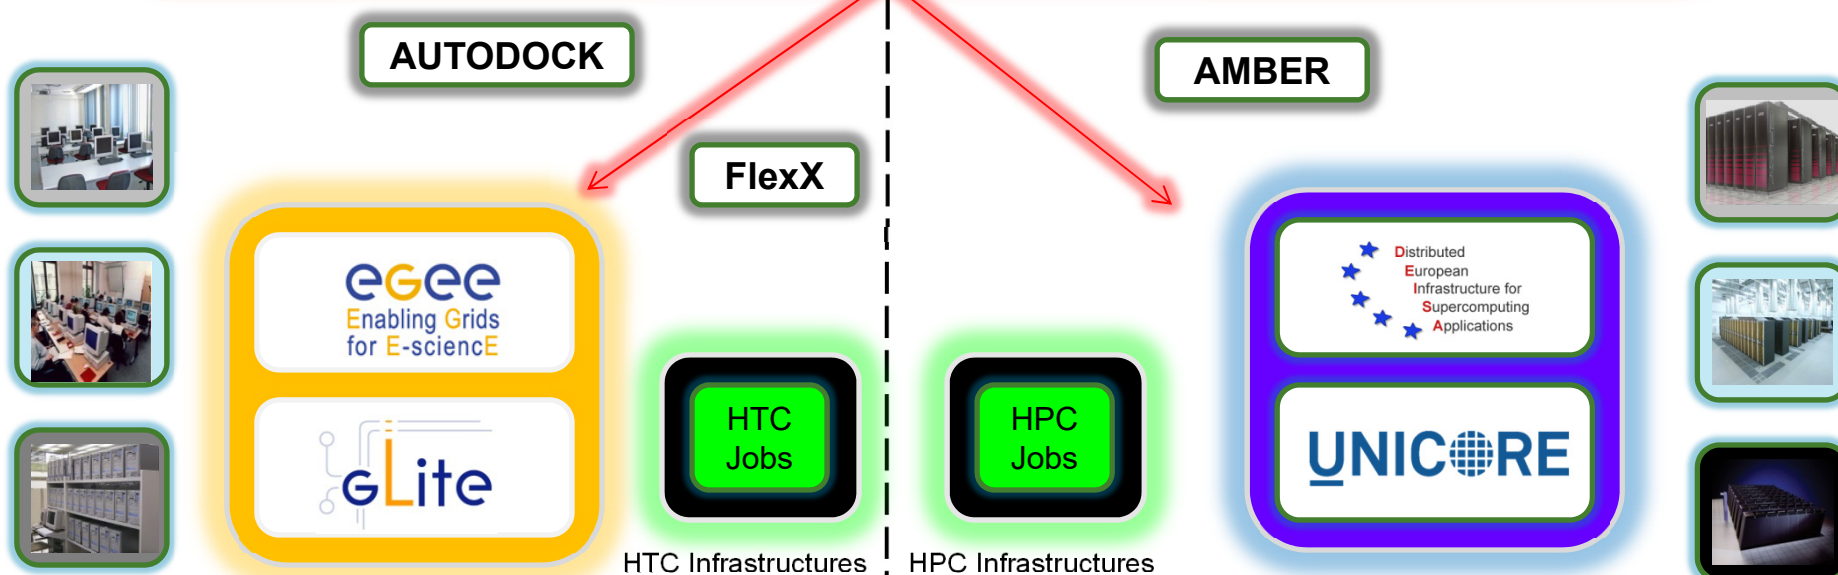 AUTODOCK
AMBER
FlexX
egee
Enabling Grids
for E-sciencE
gLite
HTC
Jobs
HTC Infrastructures
HPC
Jobs
HPC Infrastructures
Distributed
European
Infrastructure for
Supercomputing
Applications
UNICORE